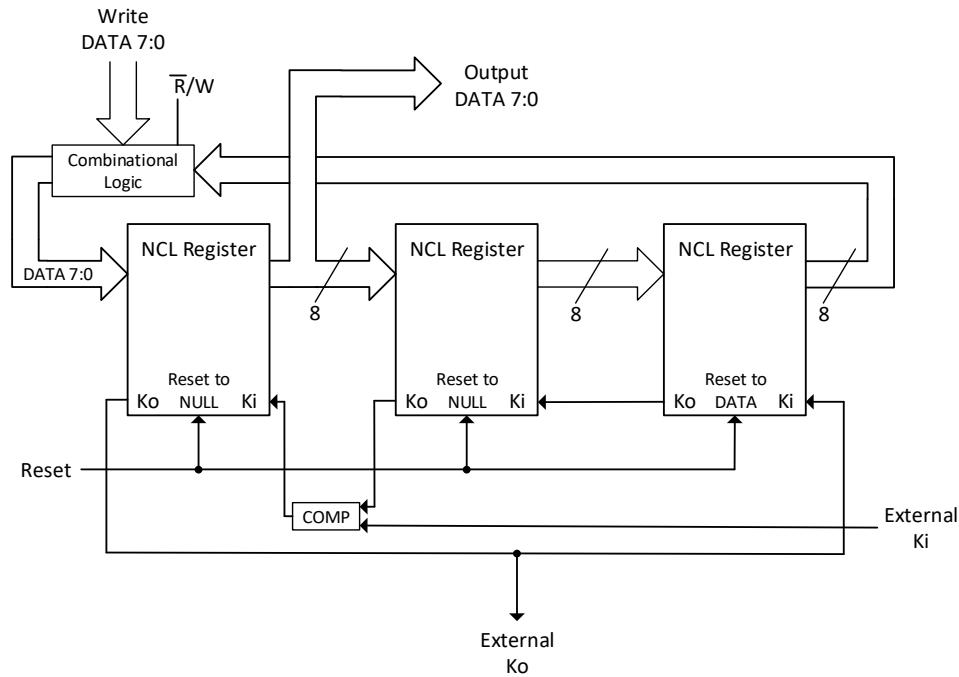 Write
DATA 7:0
R̅/W
Output
DATA 7:0
Combinational
Logic
NCL Register
NCL Register
NCL Register
DATA 7:0
8
8
8
Reset to
NULL
Ko
Ki
Reset to
NULL
Ko
Ki
Reset to
DATA
Ko
Ki
Reset
COMP
External
Ki
External
Ko